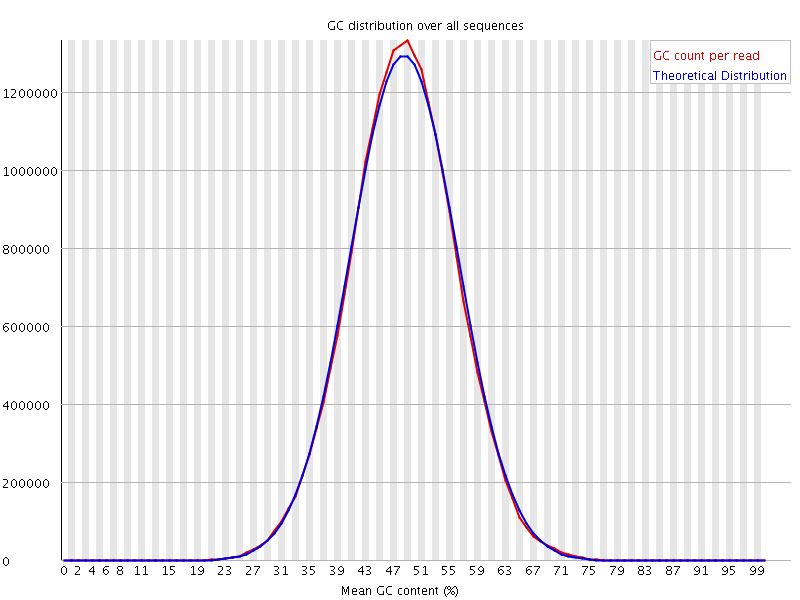 GC distribution over all sequences
GC count per read
Theoretical Distribution
1200000
1000000
800000
600000
400000
200000
0
0 2 4 6 8 11 15 19 23 27 31 35 39 43 47 51 55 59 63 67 71 75 79 83 87 91 95 99
Mean GC content (%)